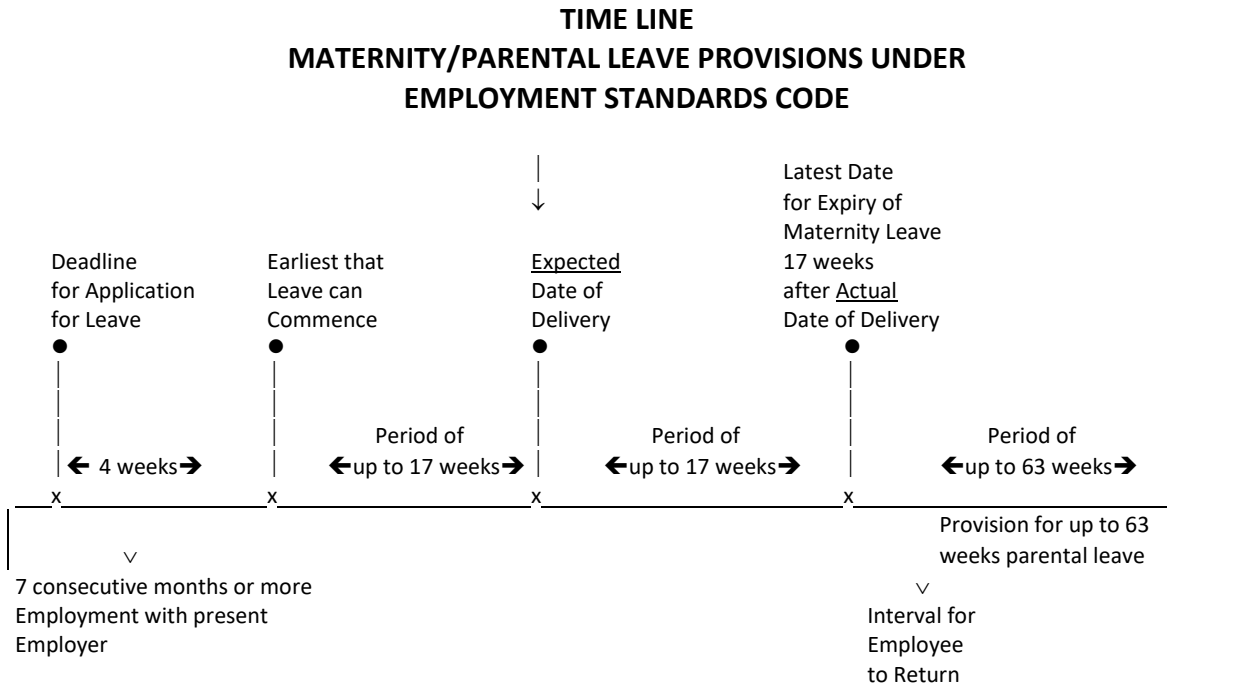 TIME LINE
MATERNITY/PARENTAL LEAVE PROVISIONS UNDER
EMPLOYMENT STANDARDS CODE
Deadline
for Application
for Leave
Earliest that
Leave can
Commence
Expected
Date of
Delivery
Latest Date
for Expiry of
Maternity Leave
17 weeks
after Actual
Date of Delivery
4 weeks
Period of
up to 17 weeks
Period of
up to 17 weeks
Period of
up to 63 weeks
x x x x
Provision for up to 63
weeks parental leave
7 consecutive months or more
Employment with present
Employer
Interval for
Employee
to Return